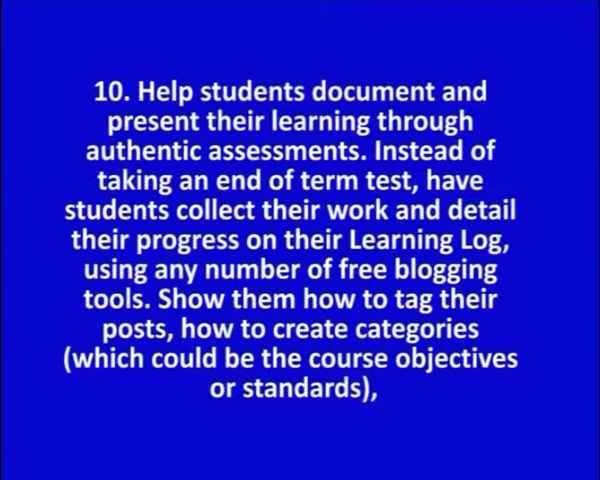 10. Help students document and
present their learning through
authentic assessments. Instead of
taking an end of term test, have
students collect their work and detail
their progress on their Learning Log,
using any number of free blogging
tools. Show them how to tag their
posts, how to create categories
(which could be the course objectives
or standards),